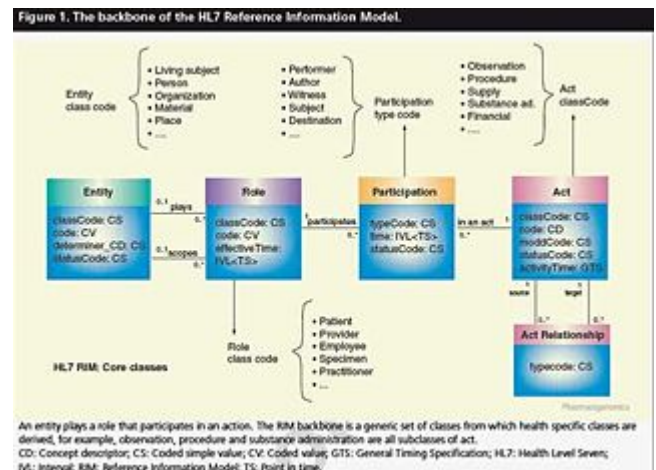 Figure 1. The backbone of the HL7 Reference Information Model.
Entity
class code
• Living subject
• Person
• Organization
• Material
• Place
• ....
• Performer
• Author
• Witness
• Subject
• Destination
• ....
Participation
type code
• Observation
• Procedure
• Supply
• Substance ad.
• Financial
• ....
Act
classCode
Entity
classCode: CS
code: CV
determiner_CD: CS
statusCode: CS
0..1
plays
0..*
0..1
scopes
0..*
Role
classCode: CS
code: CV
effectiveTime:
IVL<TS>
1
participates
0..*
Participation
typeCode: CS
time: IVL<TS>
statusCode: CS
in an act
1
0..*
Act
classCode: CS
code: CD
moodCode: CS
statusCode: CS
activityTime: GTS
1
source
0..*
1
target
0..*
Act Relationship
typecode: CS
Role
class code
• Patient
• Provider
• Employee
• Specimen
• Practitioner
• ...
HL7 RIM; Core classes
Pharmacogenomics
An entity plays a role that participates in an action. The RIM backbone is a generic set of classes from which health specific classes are
derived, for example, observation, procedure and substance administration are all subclasses of act.
CD: Concept descriptor; CS: Coded simple value; CV: Coded value; GTS: General Timing Specification; HL7: Health Level Seven;
IVL: Interval; RIM: Reference Information Model; TS: Point in time.